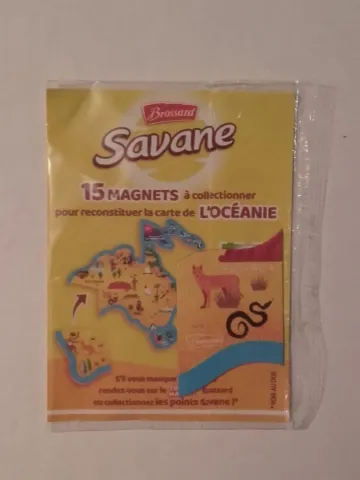 Brossard
Savane
15 MAGNETS à collectionner
pour reconstituer la carte de L'OCÉANIE
S'il vous manque
rendez-vous sur le Brossard
ou collectionnez les points Savane !*